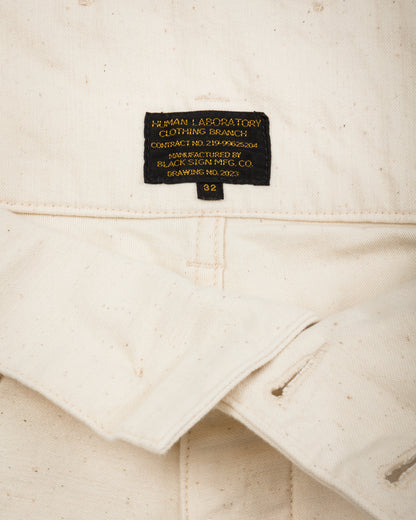 HUMAN LABORATORY
CLOTHING BRANCH
CONTRACT NO. 219-99625204
MANUFACTURED BY
BLACK SIGN MFG. CO.
DRAWING NO. 2023
32